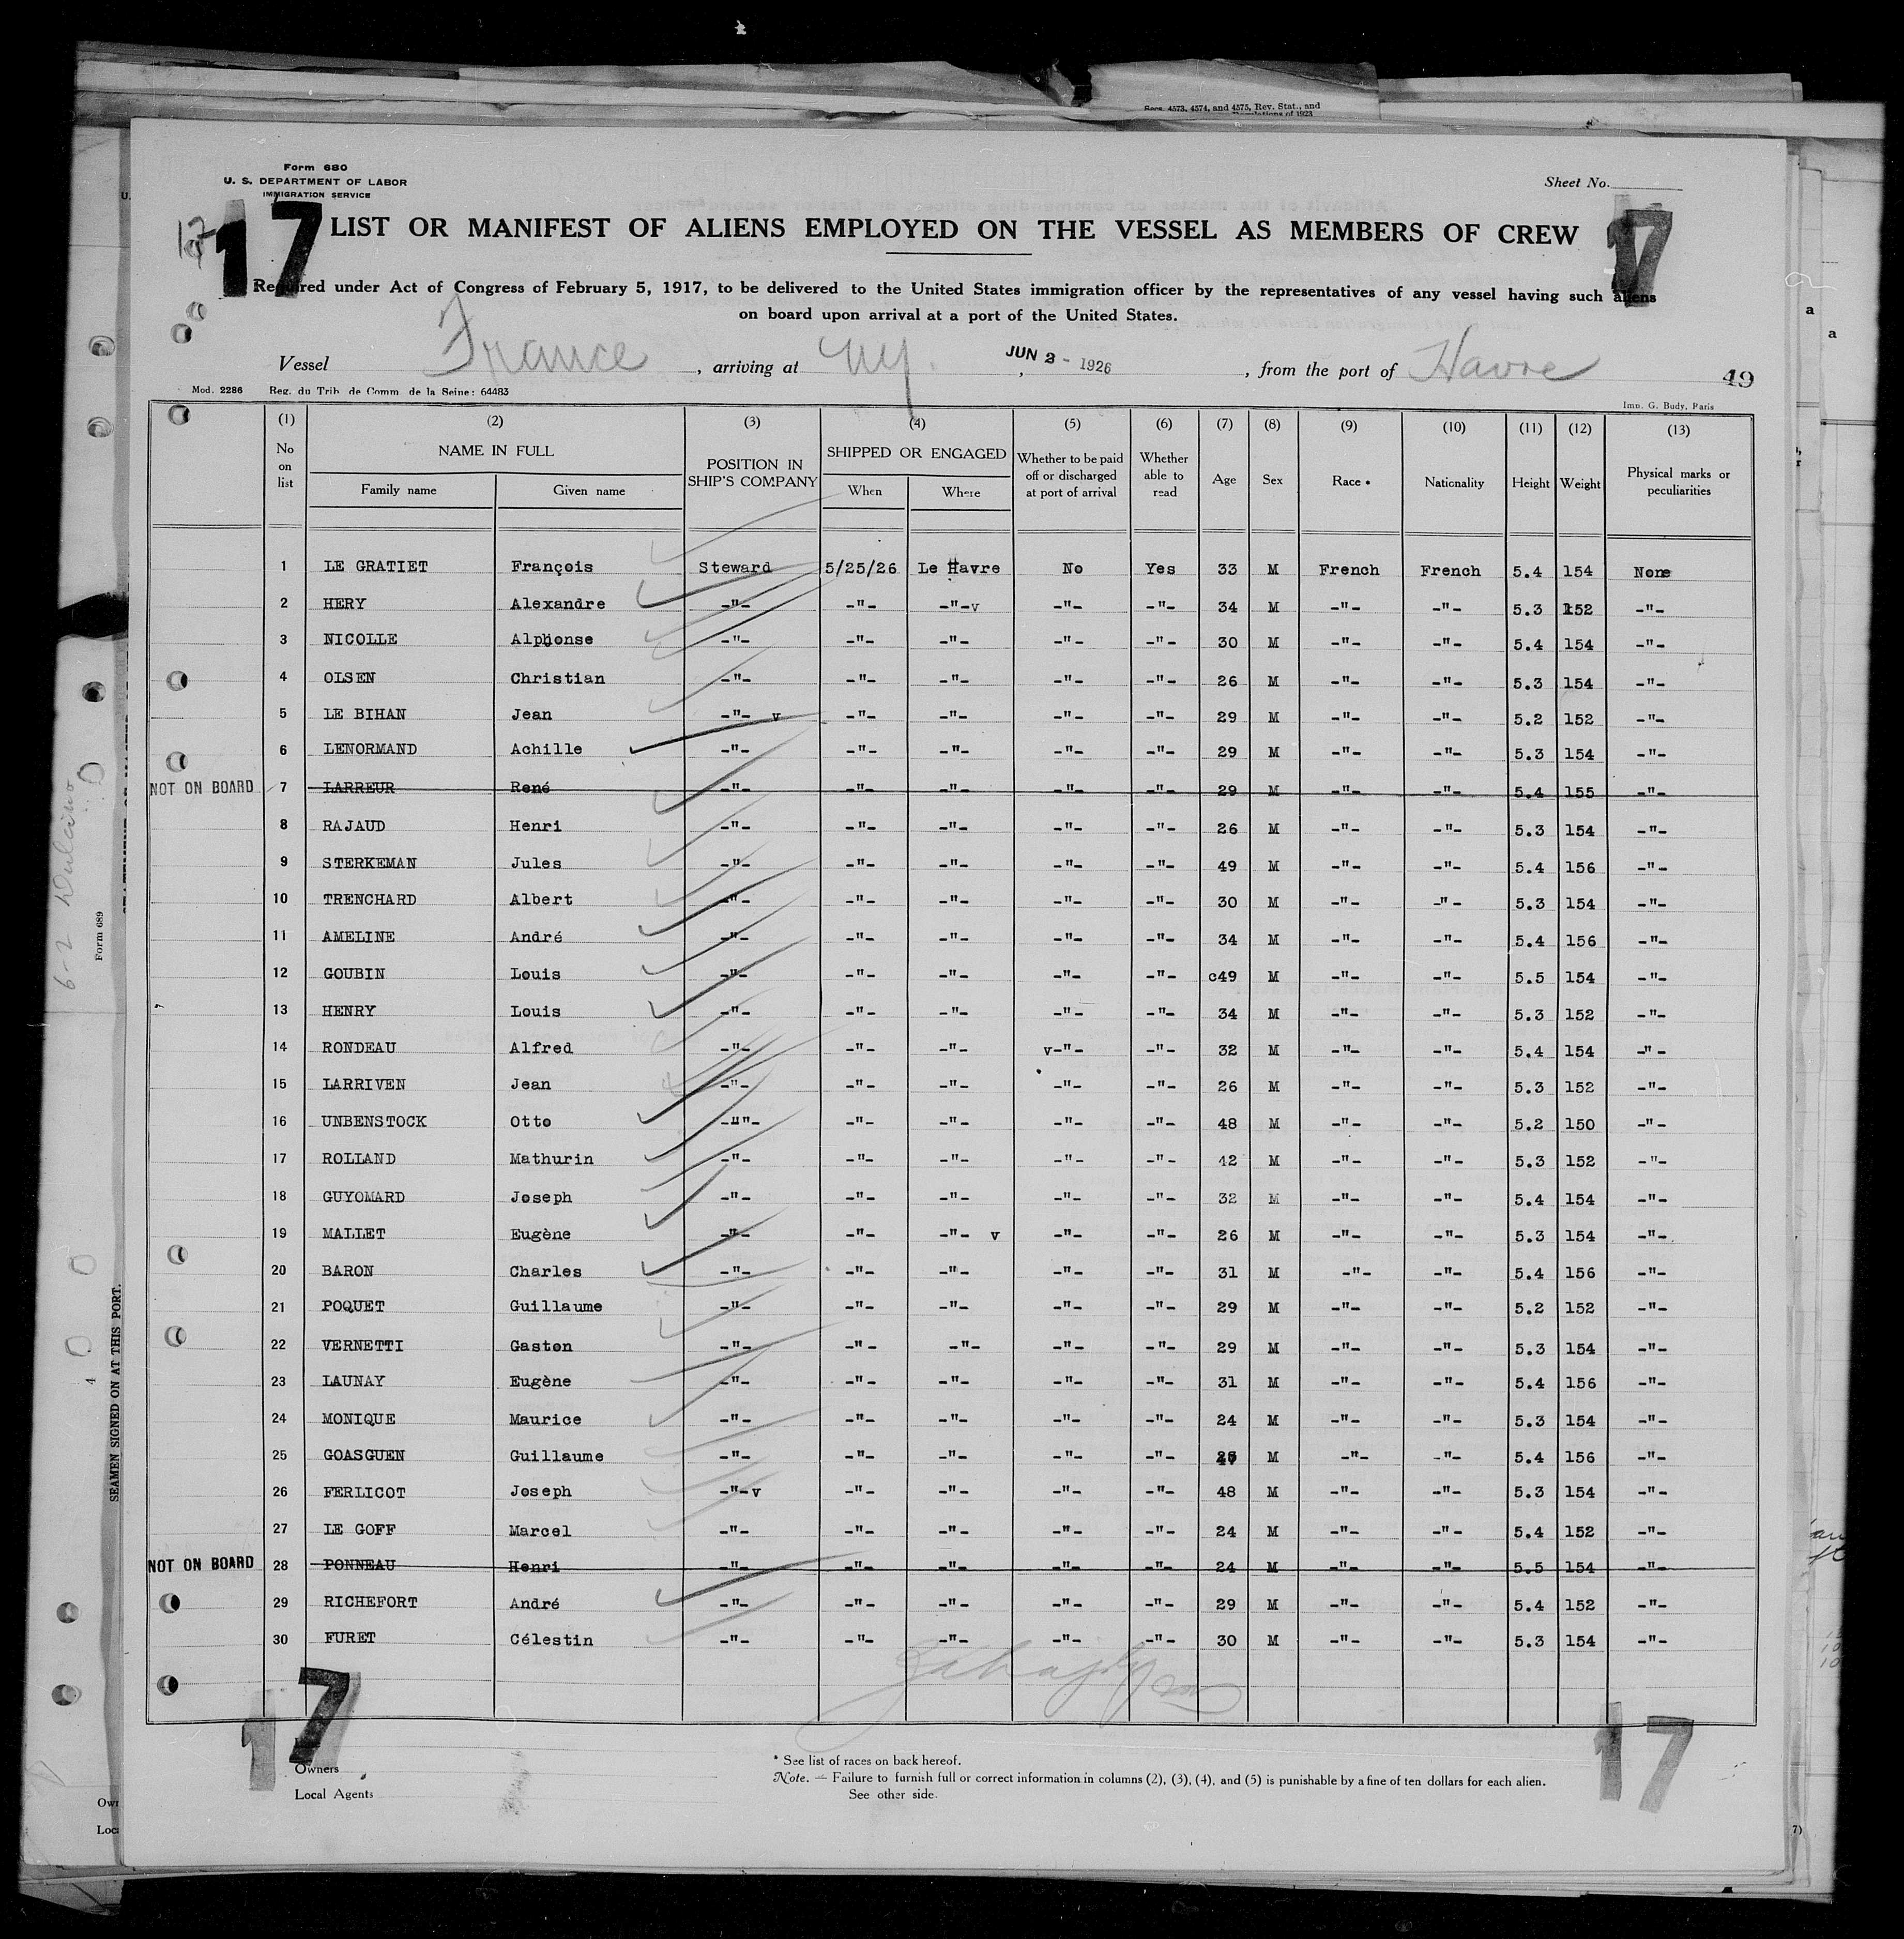 Secs. 4573, 4574, and 4575, Rev. Stat., and
Regulations of 1923
Form 680
U. S. DEPARTMENT OF LABOR
IMMIGRATION SERVICE
Sheet No.
17
17
17
LIST OR MANIFEST OF ALIENS EMPLOYED ON THE VESSEL AS MEMBERS OF CREW
Required under Act of Congress of February 5, 1917, to be delivered to the United States immigration officer by the representatives of any vessel having such aliens
on board upon arrival at a port of the United States.
Vessel France, arriving at NY., JUN 2 - 1926, from the port of Havre
49
Mod. 2286 Reg. du Trib. de Comm. de la Seine: 64483
Imp. G. Budy, Paris
(1) (2) (3) (4) (5) (6) (7) (8) (9) (10) (11) (12) (13)
No on list NAME IN FULL POSITION IN SHIP'S COMPANY SHIPPED OR ENGAGED Whether to be paid off or discharged at port of arrival Whether able to read Age Sex Race * Nationality Height Weight Physical marks or peculiarities
Family name Given name When Where
1 LE GRATIET François Steward 5/25/26 Le Havre No Yes 33 M French French 5.4 154 None
2 HERY Alexandre -"- -"- -"-v -"- -"- 34 M -"- -"- 5.3 152 -"-
3 NICOLLE Alphonse -"- -"- -"- -"- -"- 30 M -"- -"- 5.4 154 -"-
4 OLSEN Christian -"- -"- -"- -"- -"- 26 M -"- -"- 5.3 154 -"-
5 LE BIHAN Jean -"- v -"- -"- -"- -"- 29 M -"- -"- 5.2 152 -"-
6 LENORMAND Achille -"- -"- -"- -"- -"- 29 M -"- -"- 5.3 154 -"-
NOT ON BOARD 7 LARREUR René -"- -"- -"- -"- -"- 29 M -"- -"- 5.4 155 -"-
8 RAJAUD Henri -"- -"- -"- -"- -"- 26 M -"- -"- 5.3 154 -"-
9 STERKEMAN Jules -"- -"- -"- -"- -"- 49 M -"- -"- 5.4 156 -"-
10 TRENCHARD Albert -"- -"- -"- -"- -"- 30 M -"- -"- 5.3 154 -"-
11 AMELINE André -"- -"- -"- -"- -"- 34 M -"- -"- 5.4 156 -"-
12 GOUBIN Louis -"- -"- -"- -"- -"- c49 M -"- -"- 5.5 154 -"-
13 HENRY Louis -"- -"- -"- -"- -"- 34 M -"- -"- 5.3 152 -"-
14 RONDEAU Alfred -"- -"- -"- v-"- -"- 32 M -"- -"- 5.4 154 -"-
15 LARRIVEN Jean -"- -"- -"- -"- -"- 26 M -"- -"- 5.3 152 -"-
16 UNBENSTOCK Otto -""- -"- -"- -"- -"- 48 M -"- -"- 5.2 150 -"-
17 ROLLAND Mathurin -"- -"- -"- -"- -"- 42 M -"- -"- 5.3 152 -"-
18 GUYOMARD Joseph -"- -"- -"- -"- -"- 32 M -"- -"- 5.4 154 -"-
19 MALLET Eugène -"- -"- -"- v -"- -"- 26 M -"- -"- 5.3 154 -"-
20 BARON Charles -"- -"- -"- -"- -"- 31 M -"- -"- 5.4 156 -"-
21 POQUET Guillaume -"- -"- -"- -"- -"- 29 M -"- -"- 5.2 152 -"-
22 VERNETTI Gaston -"- -"- -"- -"- -"- 29 M -"- -"- 5.3 154 -"-
23 LAUNAY Eugène -"- -"- -"- -"- -"- 31 M -"- -"- 5.4 156 -"-
24 MONIQUE Maurice -"- -"- -"- -"- -"- 24 M -"- -"- 5.3 154 -"-
25 GOASGUEN Guillaume -"- -"- -"- -"- -"- M -"- -"- 5.4 156 -"-
26 FERLICOT Joseph -"-v -"- -"- -"- -"- 48 M -"- -"- 5.3 154 -"-
27 LE GOFF Marcel -"- -"- -"- -"- -"- 24 M -"- -"- 5.4 152 -"-
NOT ON BOARD 28 PONNEAU Henri -"- -"- -"- -"- -"- 24 M -"- -"- 5.5 154 -"-
29 RICHEFORT André -"- -"- -"- -"- -"- 29 M -"- -"- 5.4 152 -"-
30 FURET Célestin -"- -"- -"- -"- -"- 30 M -"- -"- 5.3 154 -"-
17
17
Owners
Local Agents
* See list of races on back hereof.
Note. — Failure to furnish full or correct information in columns (2), (3), (4), and (5) is punishable by a fine of ten dollars for each alien.
See other side.
Form 689
SEAMEN SIGNED ON AT THIS PORT.